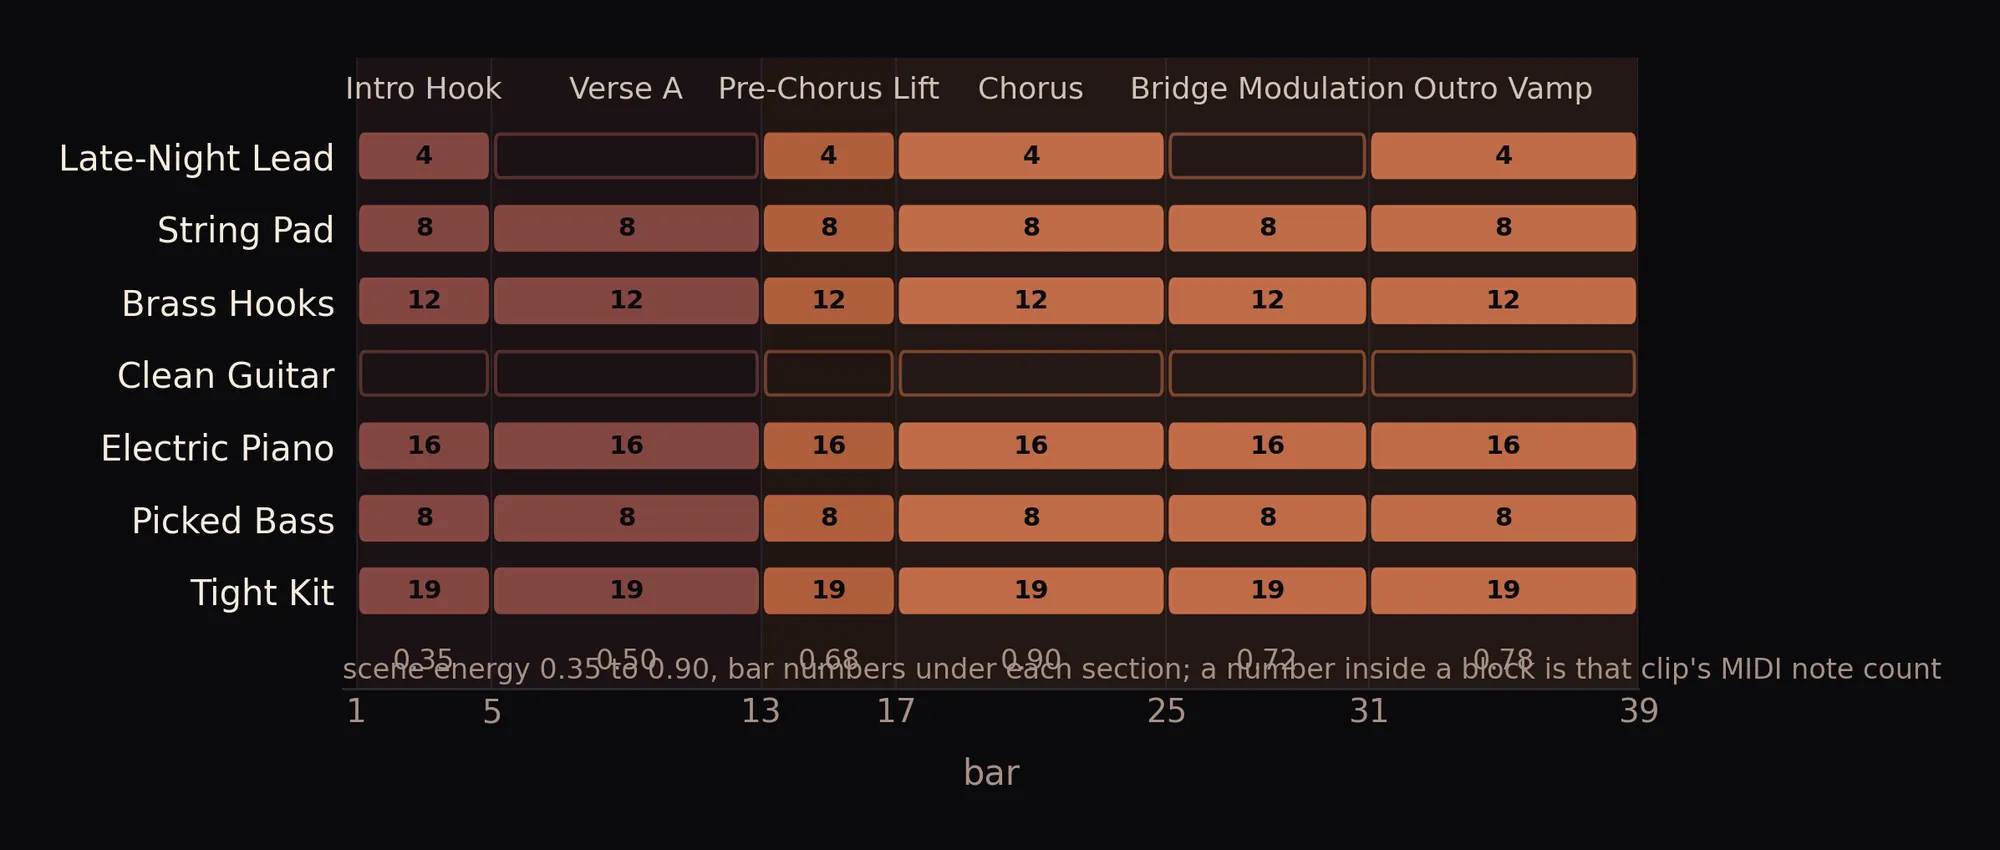 Intro Hook Verse A Pre-Chorus Lift Chorus Bridge Modulation Outro Vamp
Late-Night Lead 4 4 4 4
String Pad 8 8 8 8 8 8
Brass Hooks 12 12 12 12 12 12
Clean Guitar
Electric Piano 16 16 16 16 16 16
Picked Bass 8 8 8 8 8 8
Tight Kit 19 19 19 19 19 19
0.35 0.50 0.68 0.90 0.72 0.78
scene energy 0.35 to 0.90, bar numbers under each section; a number inside a block is that clip's MIDI note count
1 5 13 17 25 31 39
bar